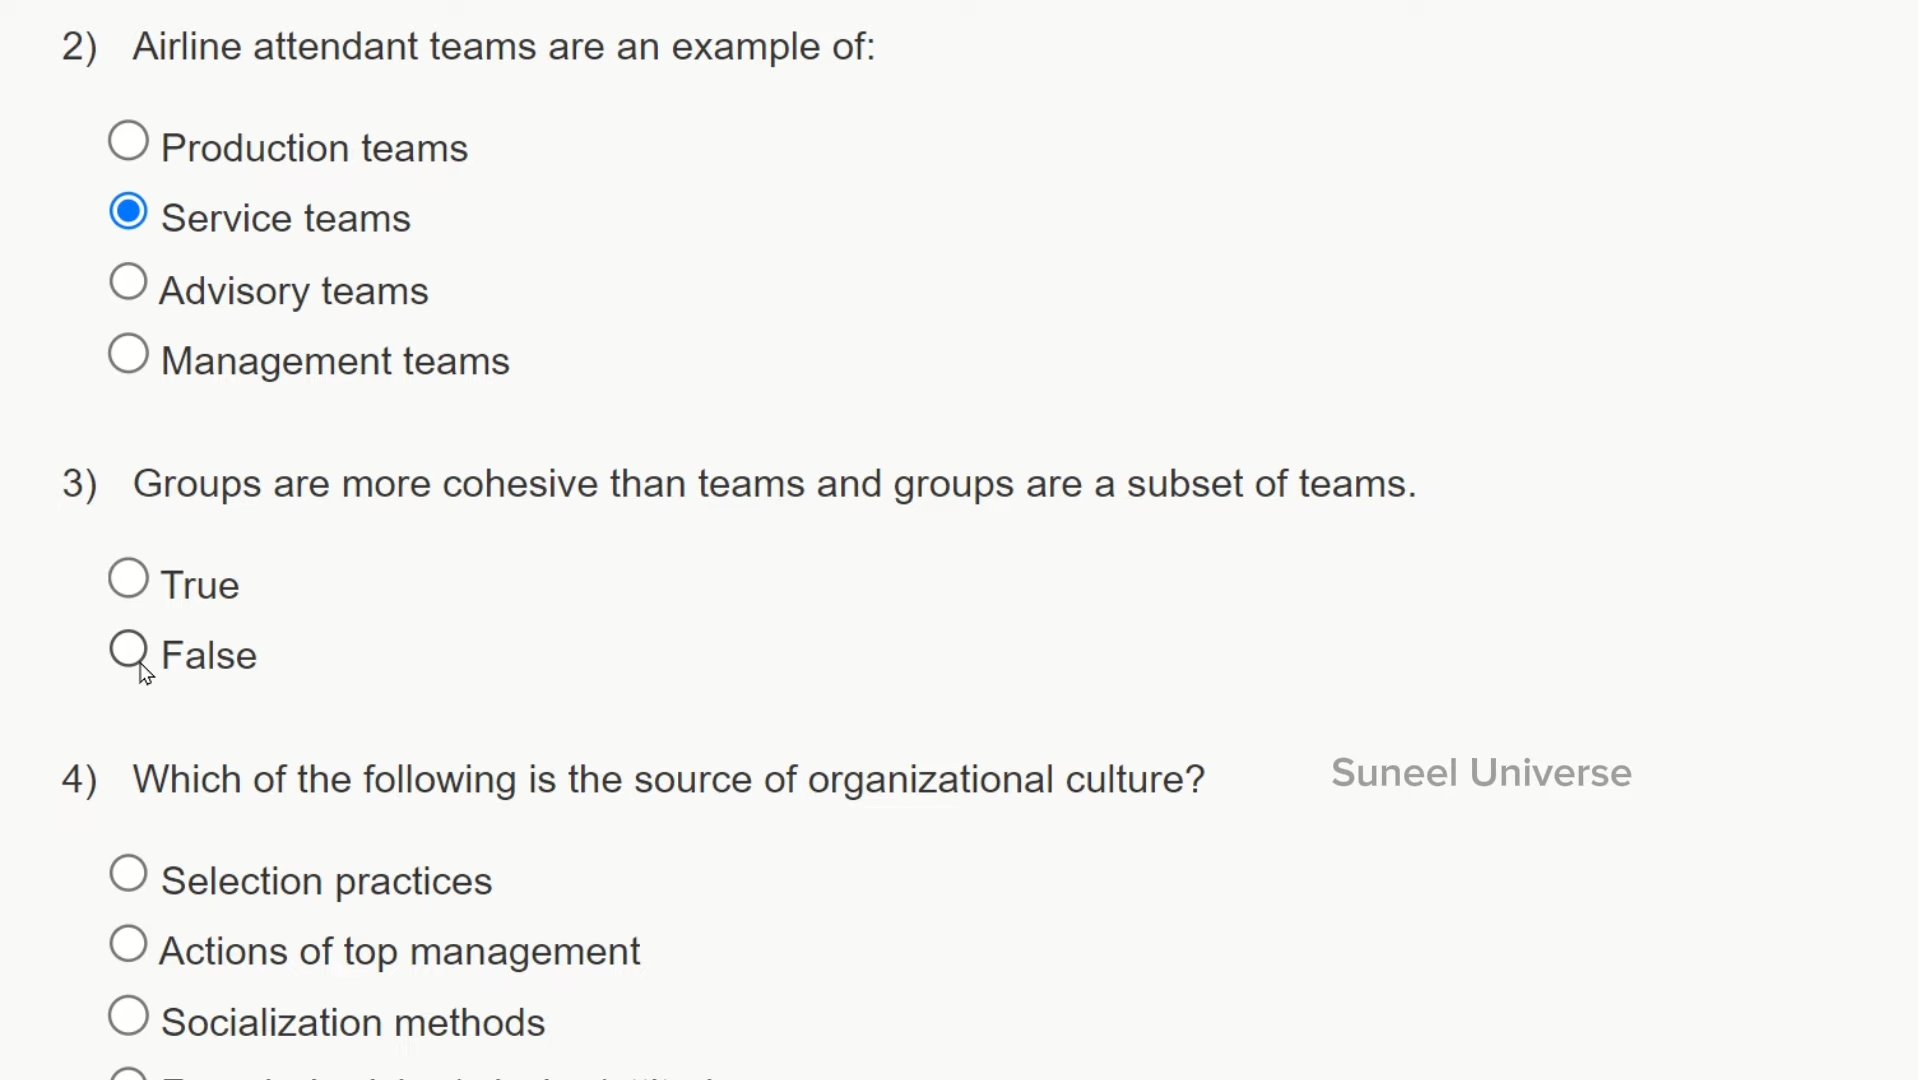 2) Airline attendant teams are an example of:
Production teams
Service teams
Advisory teams
Management teams
3) Groups are more cohesive than teams and groups are a subset of teams.
True
False
4) Which of the following is the source of organizational culture?
Suneel Universe
Selection practices
Actions of top management
Socialization methods